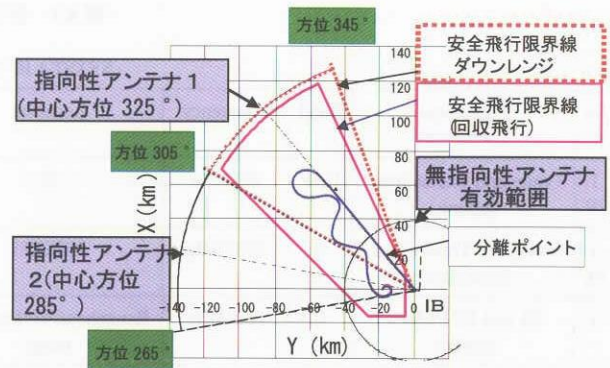 方位 345°
140
安全飛行限界線
ダウンレンジ
指向性アンテナ 1
(中心方位 325°)
120
安全飛行限界線
(回収飛行)
100
方位 305°
80
X (km)
60
無指向性アンテナ
有効範囲
40
指向性アンテナ
2(中心方位
285°)
20
分離ポイント
-140 -120 -100 -80 -60 -40 -20 0 IB
方位 265°
Y (km)